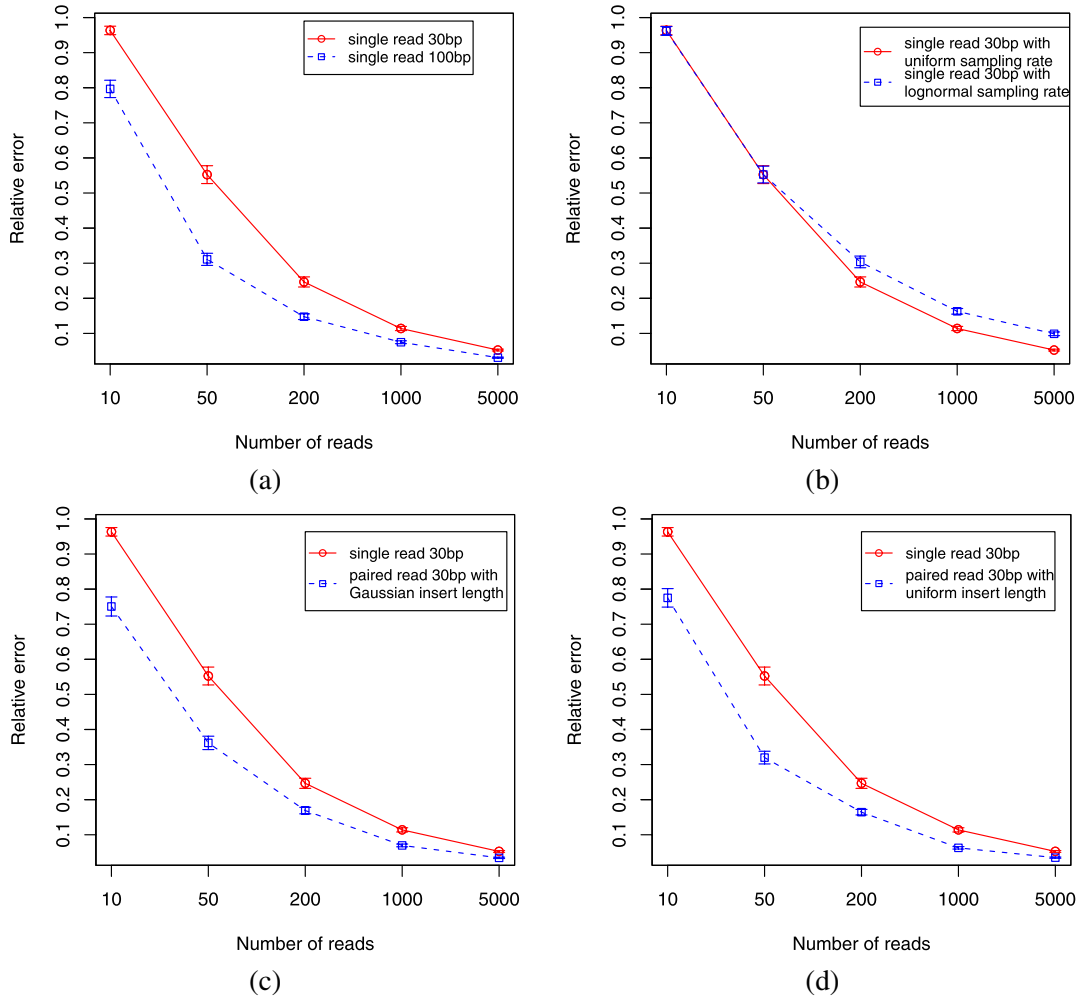 1.0
0.9
0.8
0.7
0.6
0.5
0.4
0.3
0.2
0.1
Relative error
single read 30bp
single read 100bp
10 50 200 1000 5000
Number of reads
(a)
1.0
0.9
0.8
0.7
0.6
0.5
0.4
0.3
0.2
0.1
Relative error
single read 30bp with
uniform sampling rate
single read 30bp with
lognormal sampling rate
10 50 200 1000 5000
Number of reads
(b)
1.0
0.9
0.8
0.7
0.6
0.5
0.4
0.3
0.2
0.1
Relative error
single read 30bp
paired read 30bp with
Gaussian insert length
10 50 200 1000 5000
Number of reads
(c)
1.0
0.9
0.8
0.7
0.6
0.5
0.4
0.3
0.2
0.1
Relative error
single read 30bp
paired read 30bp with
uniform insert length
10 50 200 1000 5000
Number of reads
(d)